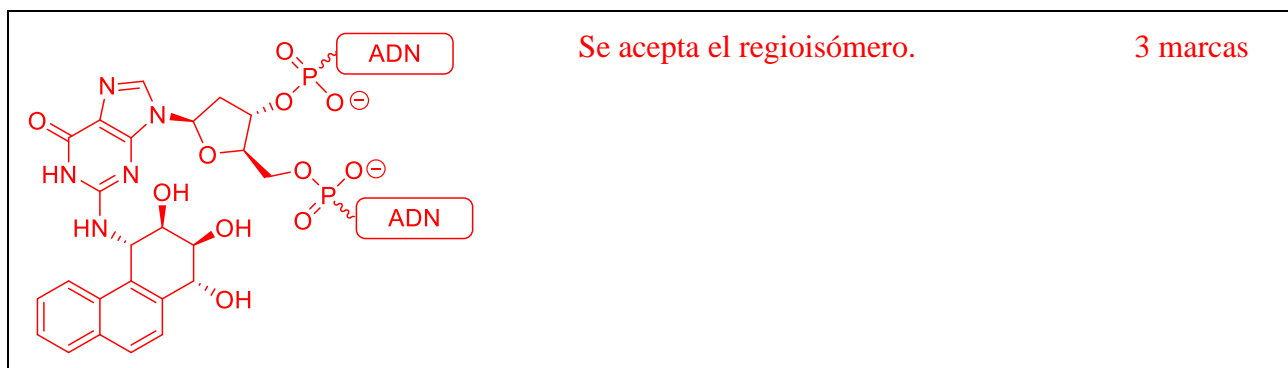 Se acepta el regioisómero. 3 marcas
ADN
O
P
O⊖
O
N
N
O
O
HN
N
O
P
O⊖
O
ADN
OH
HN
OH
OH